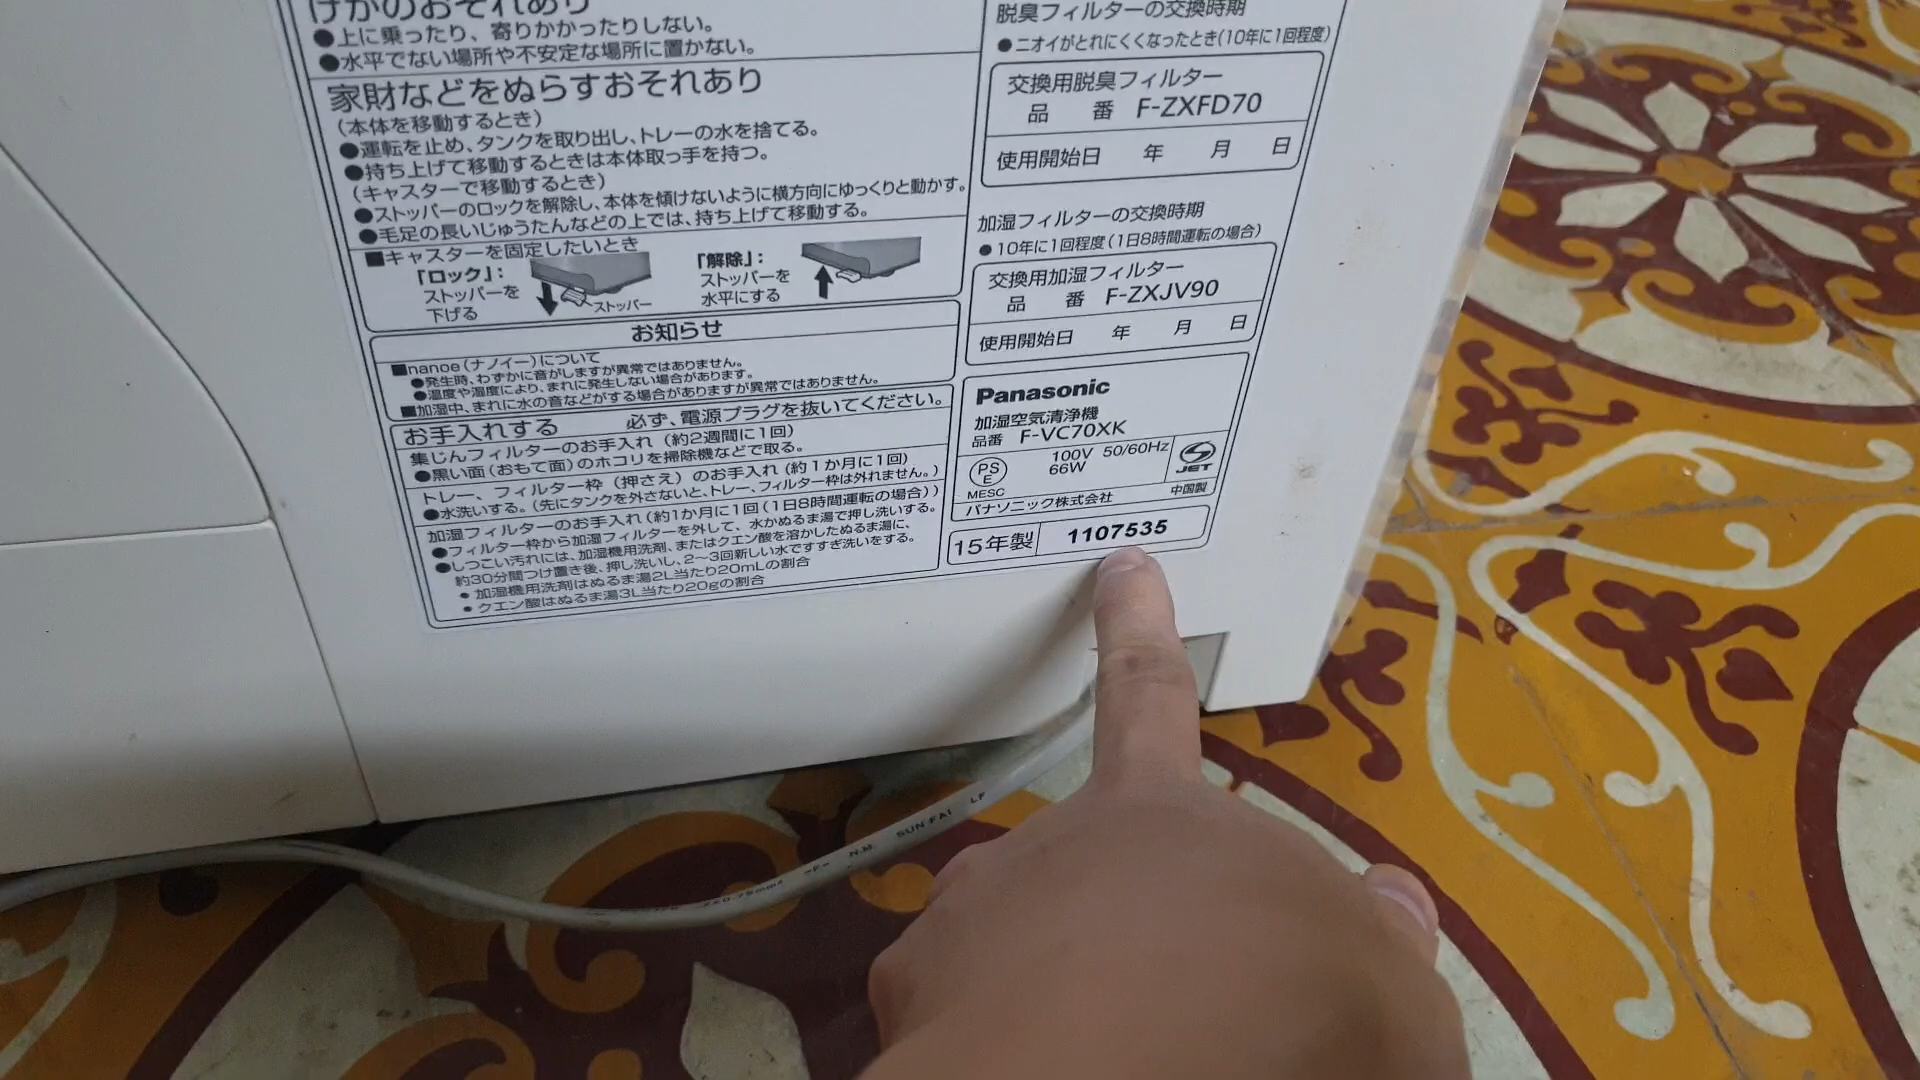 けがのおそれあり
●上に乗ったり、寄りかかったりしない。
●水平でない場所や不安定な場所に置かない。
家財などをぬらすおそれあり
(本体を移動するとき)
●運転を止め、タンクを取り出し、トレーの水を捨てる。
●持ち上げて移動するときは本体取っ手を持つ。
(キャスターで移動するとき)
●ストッパーのロックを解除し、本体を傾けないように横方向にゆっくりと動かす。
●毛足の長いじゅうたんなどの上では、持ち上げて移動する。
■キャスターを固定したいとき
「ロック」:
ストッパーを
下げる
ストッパー
「解除」:
ストッパーを
水平にする
お知らせ
■nanoe(ナノイー)について
●発生時、わずかに音がしますが異常ではありません。
●温度や湿度により、まれに発生しない場合があります。
■加湿中、まれに水の音などがする場合がありますが異常ではありません。
お手入れする 必ず、電源プラグを抜いてください。
集じんフィルターのお手入れ(約2週間に1回)
●黒い面(おもて面)のホコリを掃除機などで取る。
トレー、フィルター枠(押さえ)のお手入れ(約1か月に1回)
●水洗いする。(先にタンクを外さないと、トレー、フィルター枠は外れません。)
加湿フィルターのお手入れ(約1か月に1回(1日8時間運転の場合))
●フィルター枠から加湿フィルターを外して、水かぬるま湯で押し洗いする。
●しつこい汚れには、加湿機用洗剤、またはクエン酸を溶かしたぬるま湯に、
約30分間つけ置き後、押し洗いし、2~3回新しい水ですすぎ洗いをする。
• 加湿機用洗剤はぬるま湯2L当たり20mLの割合
• クエン酸はぬるま湯3L当たり20gの割合
脱臭フィルターの交換時期
●ニオイがとれにくくなったとき(10年に1回程度)
交換用脱臭フィルター
品 番 F-ZXFD70
使用開始日 年 月 日
加湿フィルターの交換時期
●10年に1回程度(1日8時間運転の場合)
交換用加湿フィルター
品 番 F-ZXJV90
使用開始日 年 月 日
Panasonic
加湿空気清浄機
品番 F-VC70XK
PS E 100V 50/60Hz
66W
JET
MESC
パナソニック株式会社 中国製
15年製 1107535
SUN FAI LF